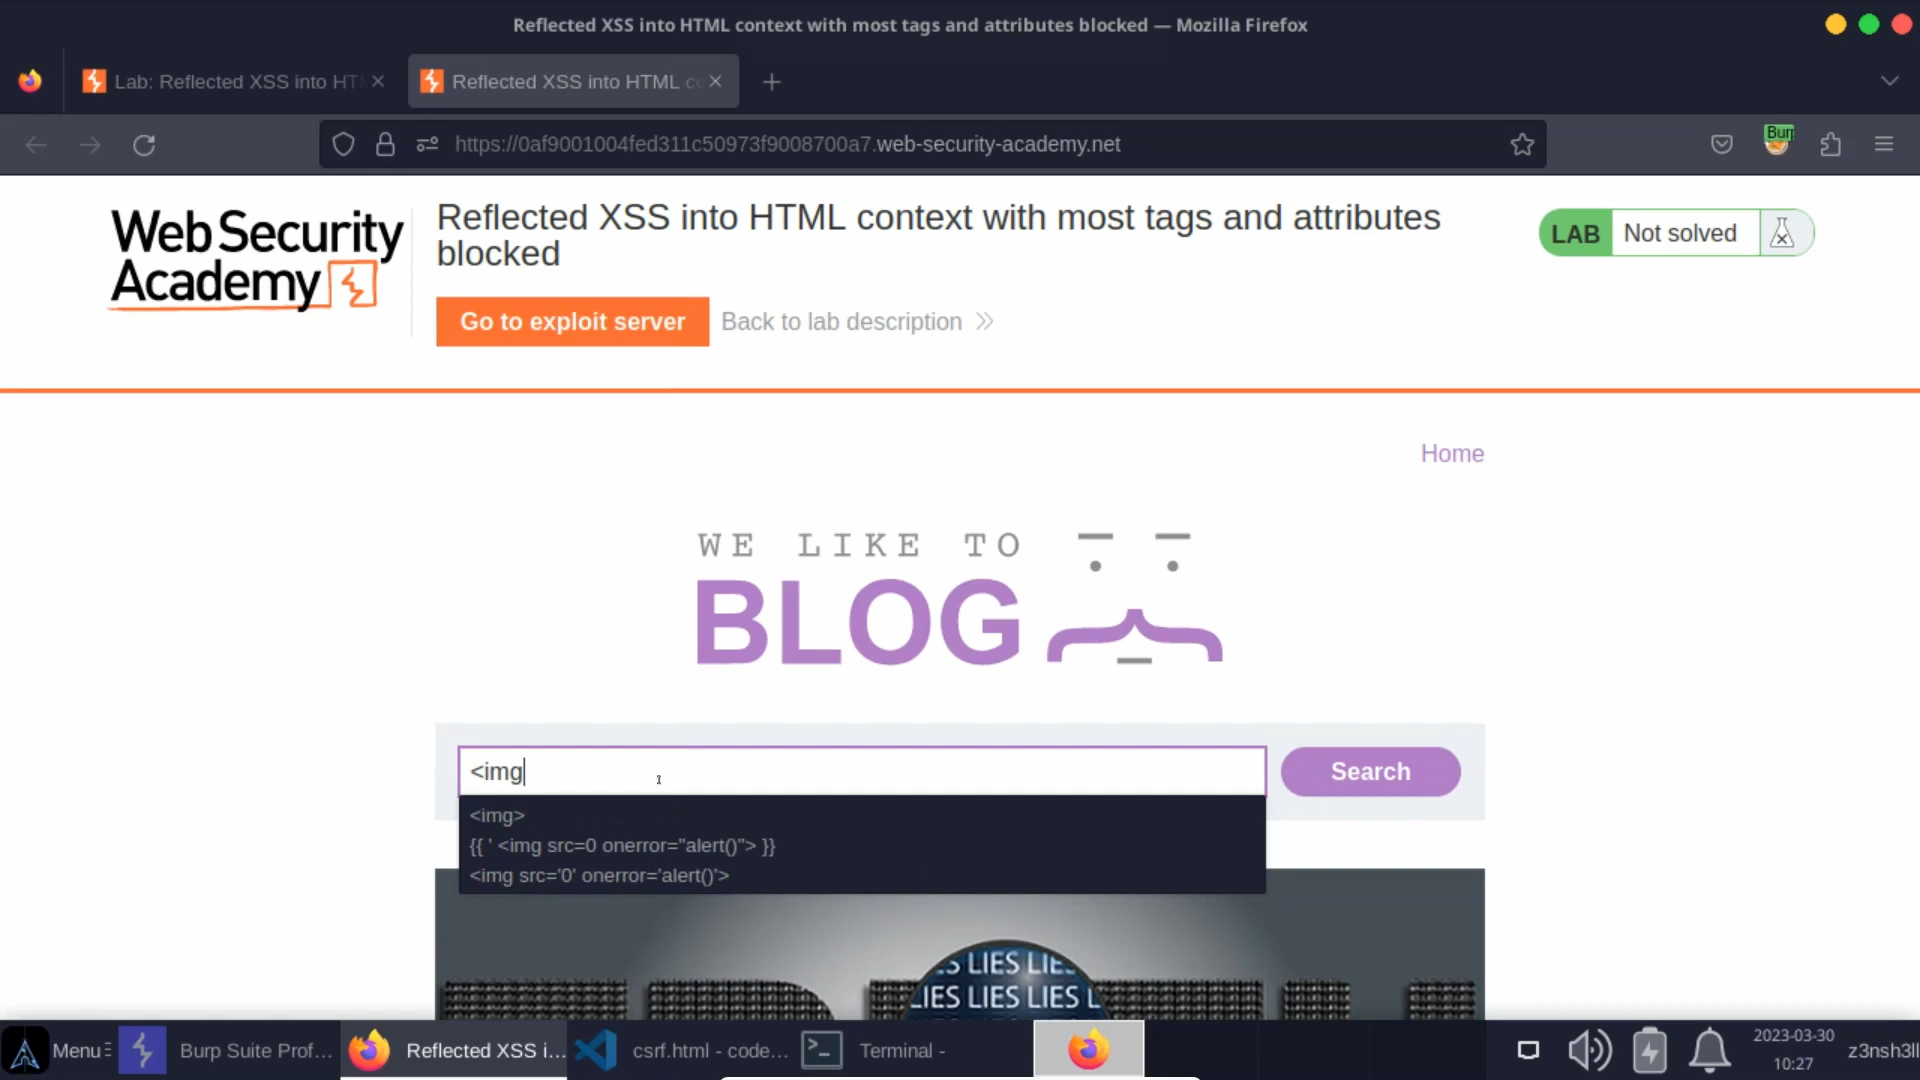 Reflected XSS into HTML context with most tags and attributes blocked — Mozilla Firefox
Lab: Reflected XSS into HT
Reflected XSS into HTML c
https://0af9001004fed311c50973f9008700a7.web-security-academy.net
Burp
Web Security
Academy
Reflected XSS into HTML context with most tags and attributes
blocked
LAB Not solved
Go to exploit server
Back to lab description
Home
WE LIKE TO
BLOG
<img
Search
<img>
{{ ' <img src=0 onerror="alert()"> }}
<img src='0' onerror='alert()'>
LIES LIES
LIES LIES LIES
Menu
Burp Suite Prof...
Reflected XSS i...
csrf.html - code...
Terminal -
2023-03-30
10:27
z3nsh3ll